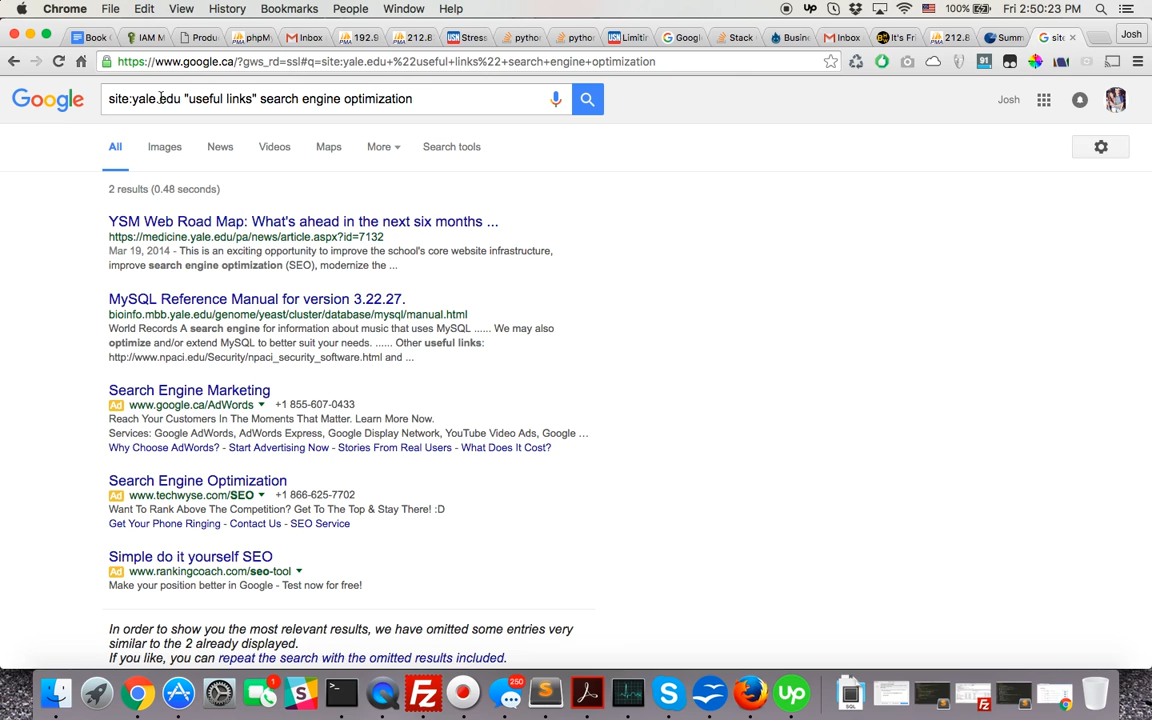 Chrome File Edit View History Bookmarks People Window Help UP 100% Fri 2:50:23 PM
Book IAM M Produ phpM Inbox 192.9 212.8 Stress python python Limitir Googl Stack Busine Inbox It's Fri 212.8 Summ site Josh
https://www.google.ca/?gws_rd=ssl#q=site:yale.edu+%22useful+links%22+search+engine+optimization 91
Google site:yale.edu "useful links" search engine optimization Josh
All Images News Videos Maps More Search tools
2 results (0.48 seconds)
YSM Web Road Map: What's ahead in the next six months ...
https://medicine.yale.edu/pa/news/article.aspx?id=7132
Mar 19, 2014 - This is an exciting opportunity to improve the school's core website infrastructure,
improve search engine optimization (SEO), modernize the ...
MySQL Reference Manual for version 3.22.27.
bioinfo.mbb.yale.edu/genome/yeast/cluster/database/mysql/manual.html
World Records A search engine for information about music that uses MySQL ...... We may also
optimize and/or extend MySQL to better suit your needs. ...... Other useful links:
http://www.npaci.edu/Security/npaci_security_software.html and ...
Search Engine Marketing
Ad www.google.ca/AdWords +1 855-607-0433
Reach Your Customers In The Moments That Matter. Learn More Now.
Services: Google AdWords, AdWords Express, Google Display Network, YouTube Video Ads, Google ...
Why Choose AdWords? - Start Advertising Now - Stories From Real Users - What Does It Cost?
Search Engine Optimization
Ad www.techwyse.com/SEO +1 866-625-7702
Want To Rank Above The Competition? Get To The Top & Stay There! :D
Get Your Phone Ringing - Contact Us - SEO Service
Simple do it yourself SEO
Ad www.rankingcoach.com/seo-tool
Make your position better in Google - Test now for free!
In order to show you the most relevant results, we have omitted some entries very
similar to the 2 already displayed.
If you like, you can repeat the search with the omitted results included.
1 250 UP SQL